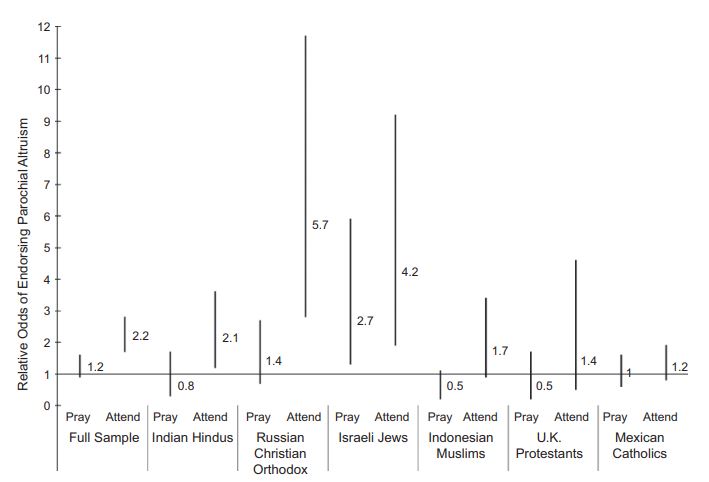 Relative Odds of Endorsing Parochial Altruism
12
11
10
9
8
7
6
5
4
3
2
1
0
1.2
2.2
0.8
2.1
1.4
5.7
2.7
4.2
0.5
1.7
0.5
1.4
1
1.2
Pray Attend Pray Attend Pray Attend Pray Attend Pray Attend Pray Attend Pray Attend
Full Sample
Indian Hindus
Russian
Christian
Orthodox
Israeli Jews
Indonesian
Muslims
U.K.
Protestants
Mexican
Catholics